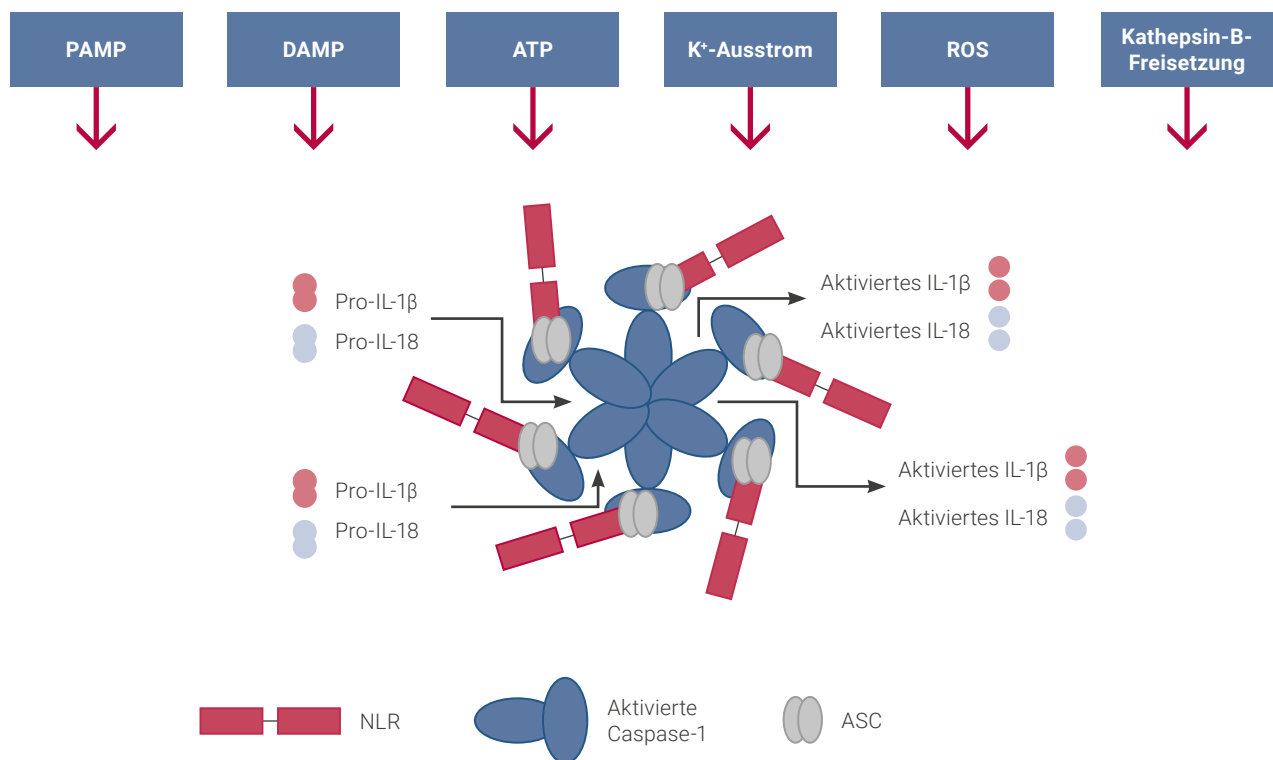 PAMP
DAMP
ATP
K⁺-Ausstrom
ROS
Kathepsin-B-
Freisetzung
Pro-IL-1β
Pro-IL-18
Aktiviertes IL-1β
Aktiviertes IL-18
Pro-IL-1β
Pro-IL-18
Aktiviertes IL-1β
Aktiviertes IL-18
NLR
Aktivierte
Caspase-1
ASC